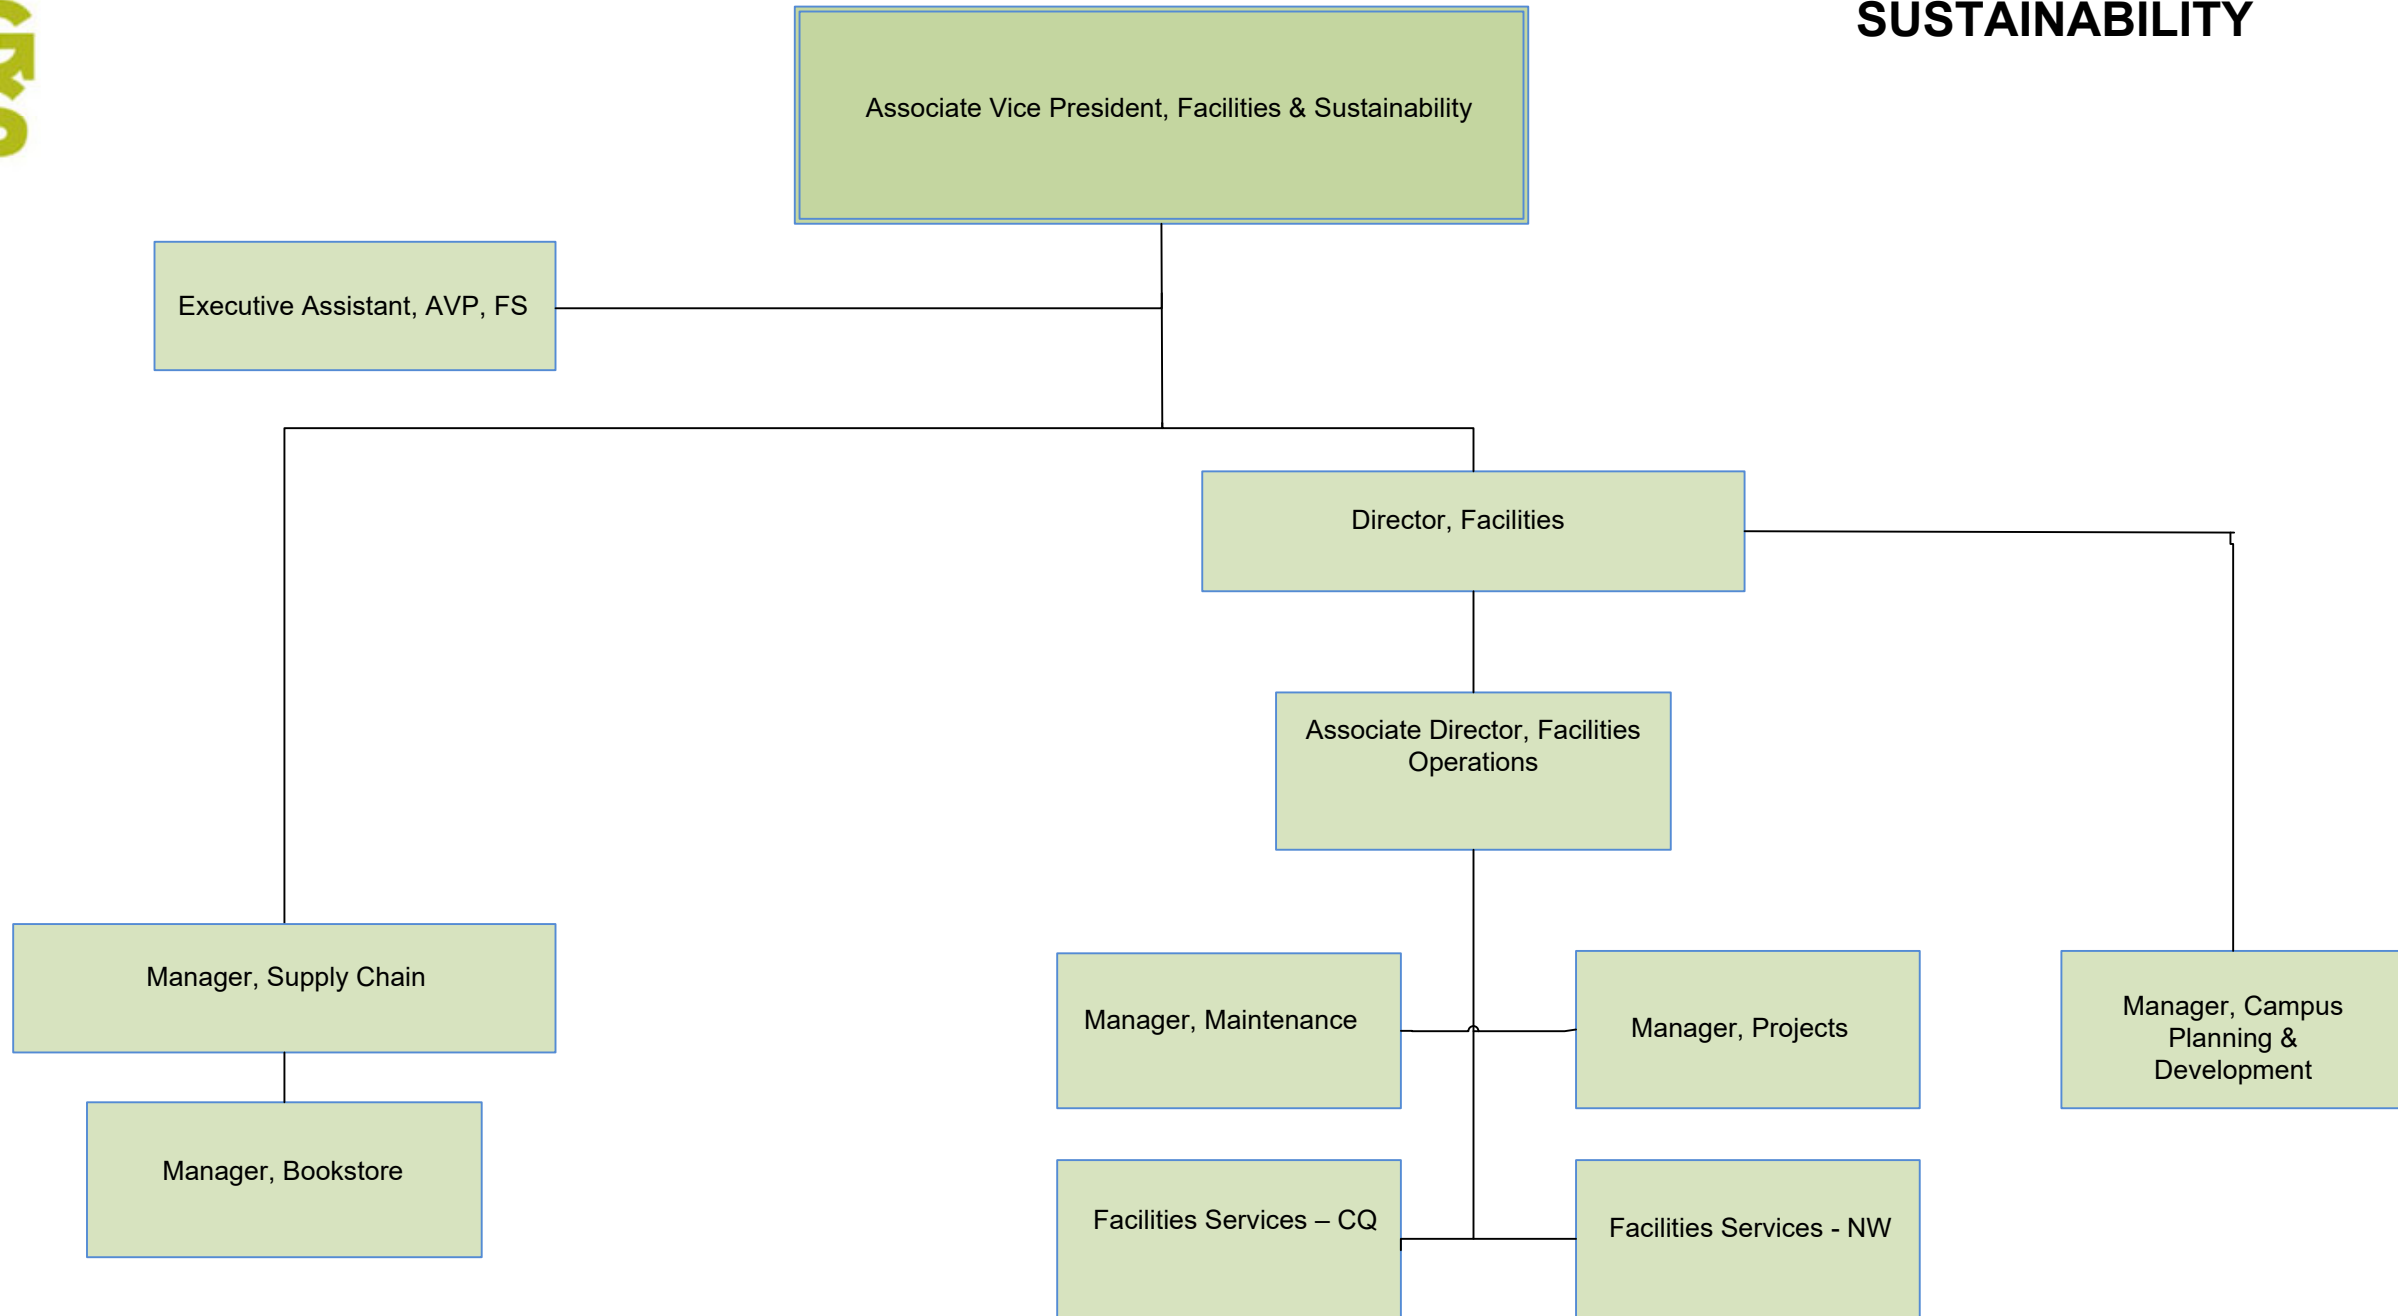 SUSTAINABILITY
Associate Vice President, Facilities & Sustainability
Executive Assistant, AVP, FS
Director, Facilities
Associate Director, Facilities
Operations
Manager, Supply Chain
Manager, Maintenance
Manager, Projects
Manager, Campus
Planning &
Development
Manager, Bookstore
Facilities Services – CQ
Facilities Services - NW